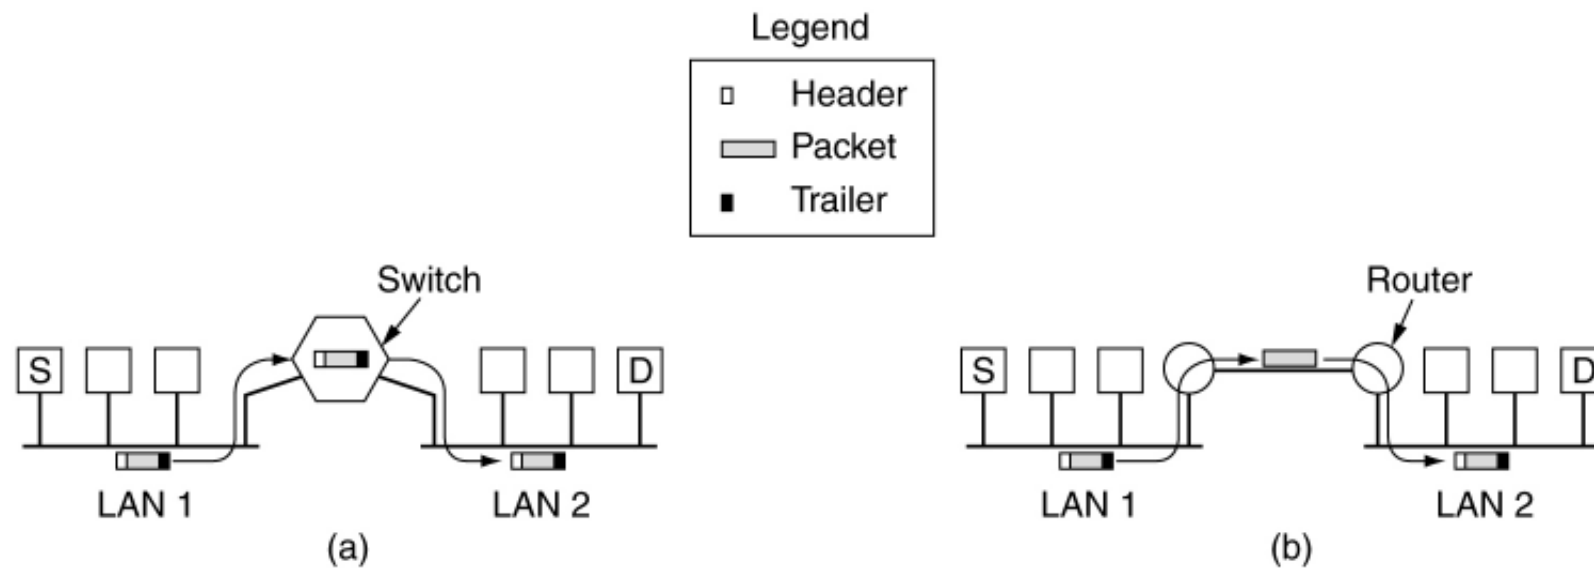 Legend
Header
Packet
Trailer
Switch
S
D
LAN 1
LAN 2
(a)
Router
S
D
LAN 1
LAN 2
(b)